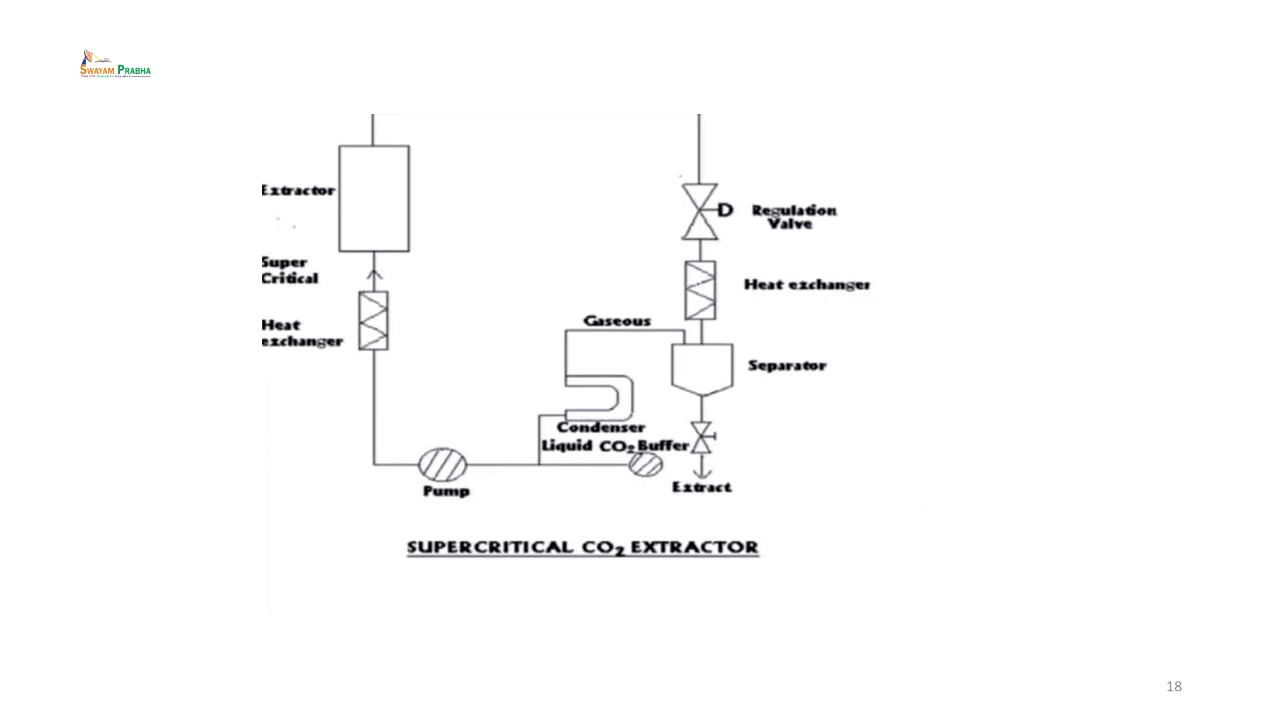 SWAYAM PRABHA
Extractor
D Regulation
Valve
Super
Critical
Heat exchanger
Heat
exchanger
Gaseous
Separator
Condenser
Liquid CO2 Buffer
Pump
Extract
SUPERCRITICAL CO2 EXTRACTOR
18